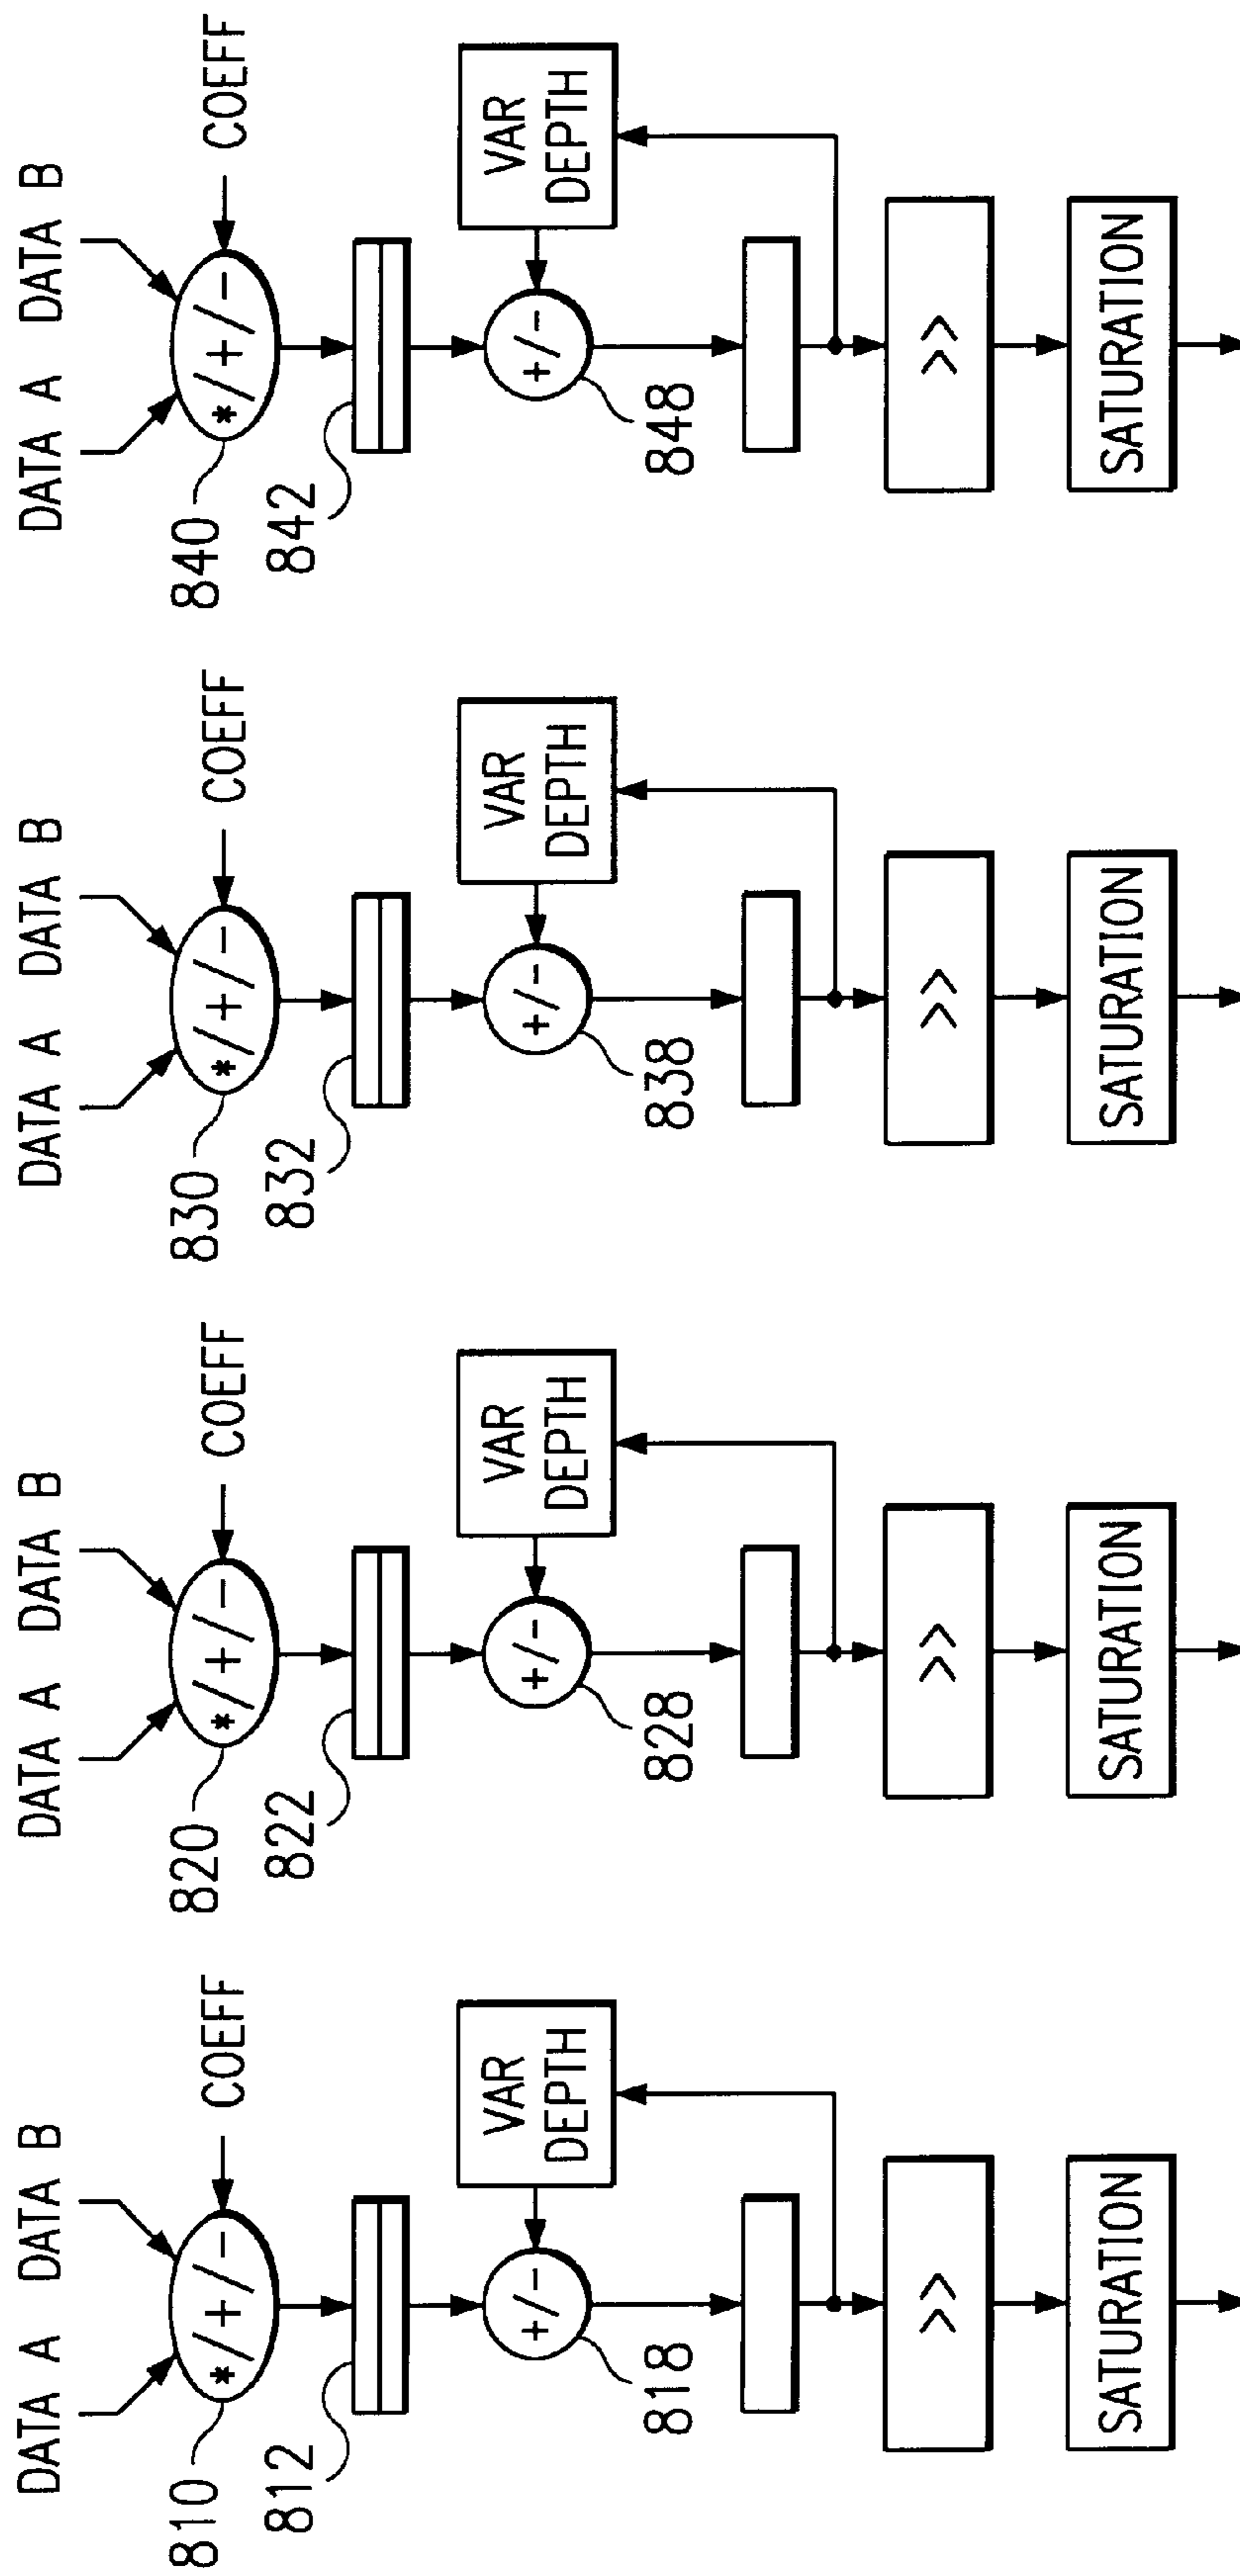 DATA A DATA B
DATA A DATA B
DATA A DATA B
DATA A DATA B
810
*/+/-
COEFF
820
*/+/-
COEFF
830
*/+/-
COEFF
840
*/+/-
COEFF
812
822
832
842
+/-
VAR
DEPTH
+/-
VAR
DEPTH
+/-
VAR
DEPTH
+/-
VAR
DEPTH
818
828
838
848
>>
>>
>>
>>
SATURATION
SATURATION
SATURATION
SATURATION